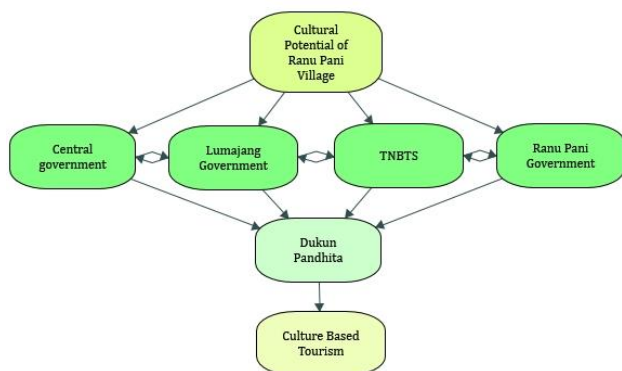 Cultural
Potential of
Ranu Pani
Village
Central
government
Lumajang
Government
TNBTS
Ranu Pani
Government
Dukun
Pandhita
Culture Based
Tourism